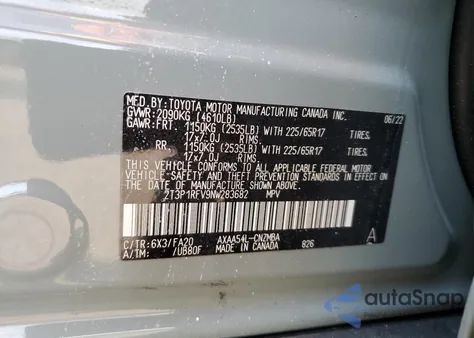 MFD. BY: TOYOTA MOTOR MANUFACTURING CANADA INC.
GVWR: 2090KG (4610LB) 06/22
GAWR: FRT. 1150KG (2535LB) WITH 225/65R17 TIRES.
17x7.0J RIMS.
RR. 1150KG (2535LB) WITH 225/65R17 TIRES.
17x7.0J RIMS.
THIS VEHICLE CONFORMS TO ALL APPLICABLE FEDERAL MOTOR
VEHICLE SAFETY AND THEFT PREVENTION STANDARDS IN EFFECT
ON THE DATE OF MANUFACTURE SHOWN ABOVE.
2T3P1RFV9NW283682 MPV
C/TR: 6X3/FA20 AXAA54L-CNZMBA A
A/TM: /UB80F MADE IN CANADA 826
autoSnap